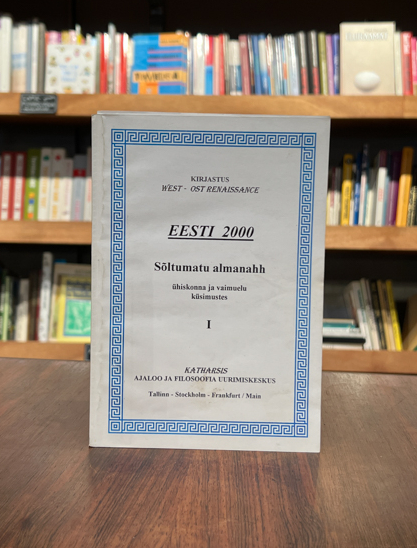 KIRJASTUS
WEST - OST RENAISSANCE
EESTI 2000
Sõltumatu almanahh
ühiskonna ja vaimuelu
küsimustes
I
KATHARSIS
AJALOO JA FILOSOOFIA UURIMISKESKUS
Tallinn - Stockholm - Frankfurt / Main